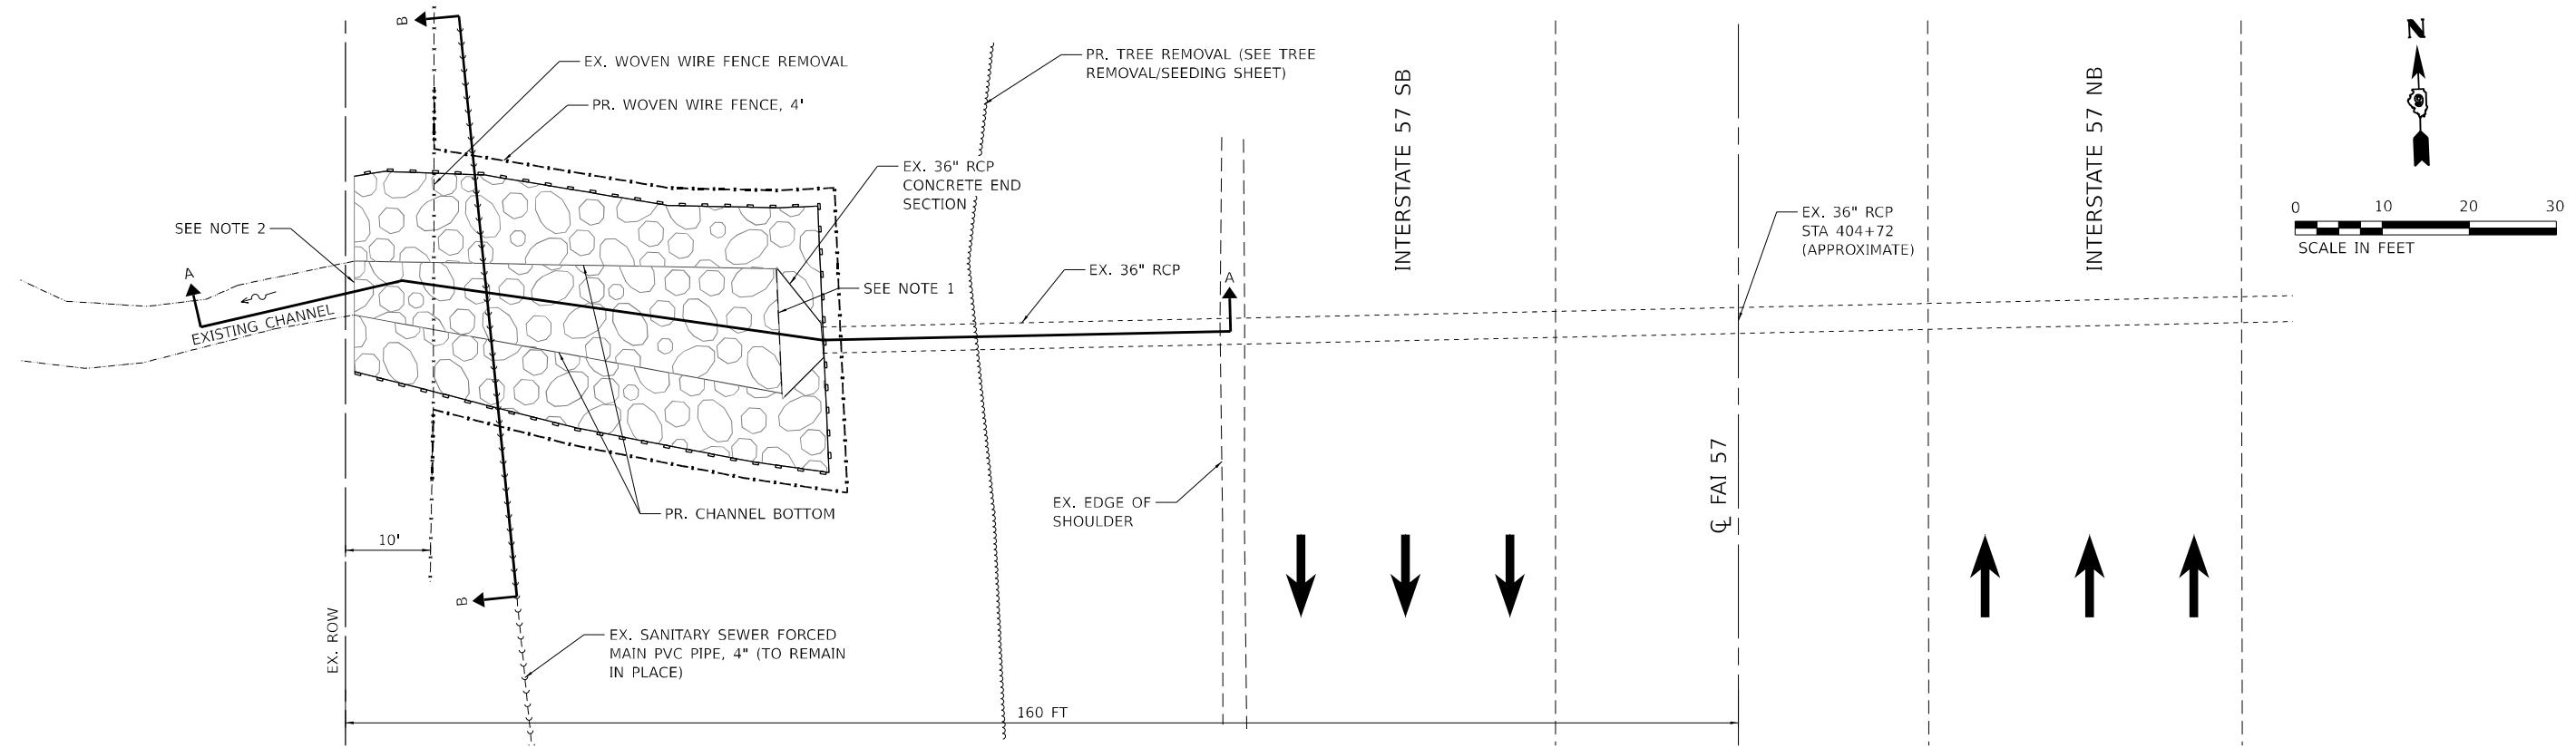 B
EX. WOVEN WIRE FENCE REMOVAL
PR. WOVEN WIRE FENCE, 4'
PR. TREE REMOVAL (SEE TREE
REMOVAL/SEEDING SHEET)
INTERSTATE 57 SB
INTERSTATE 57 NB
N
0 10 20 30
SCALE IN FEET
EX. 36" RCP
CONCRETE END
SECTION
EX. 36" RCP
STA 404+72
(APPROXIMATE)
SEE NOTE 2
A
EXISTING CHANNEL
SEE NOTE 1
EX. 36" RCP
A
PR. CHANNEL BOTTOM
EX. EDGE OF
SHOULDER
℄ FAI 57
10'
B
EX. ROW
EX. SANITARY SEWER FORCED
MAIN PVC PIPE, 4" (TO REMAIN
IN PLACE)
160 FT